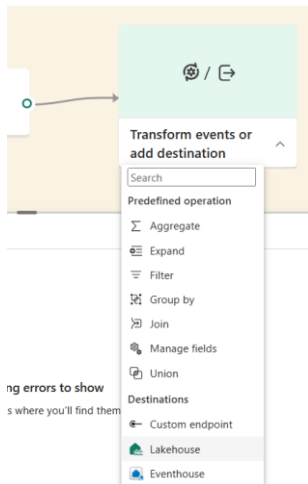 /
Transform events or
add destination
Search
Predefined operation
Aggregate
Expand
Filter
Group by
Join
Manage fields
Union
Destinations
Custom endpoint
Lakehouse
Eventhouse
ng errors to show
s where you'll find them